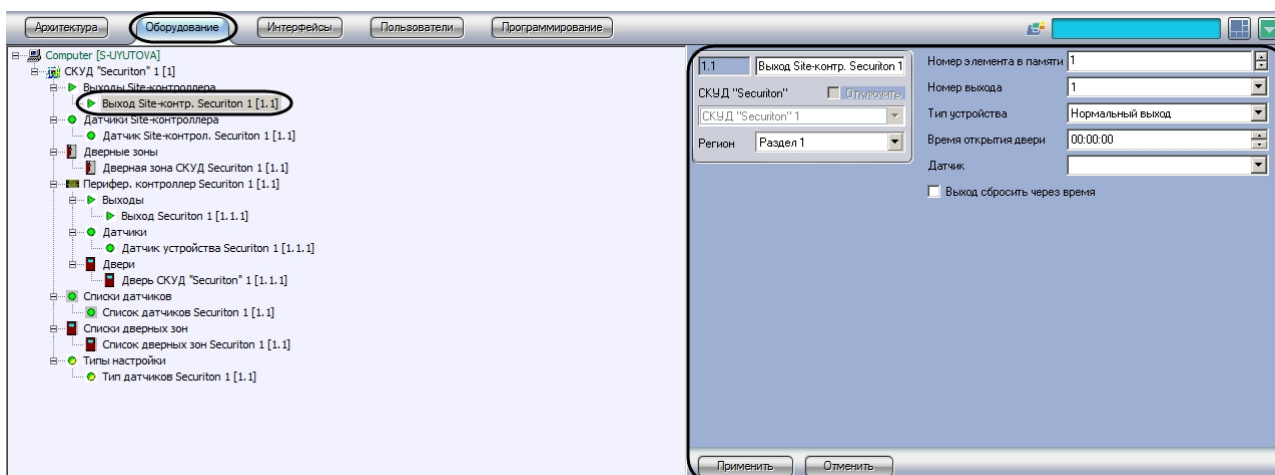 Архитектура Оборудование Интерфейсы Пользователи Программирование
Computer [S-UYUTOVA]
СКУД "Securiton" 1 [1]
Выходы Site-контроллера
Выход Site-контр. Securiton 1 [1.1]
Датчики Site-контроллера
Датчик Site-контрол. Securiton 1 [1.1]
Дверные зоны
Дверная зона СКУД Securiton 1 [1.1]
Перифер. контроллер Securiton 1 [1.1]
Выходы
Выход Securiton 1 [1.1.1]
Датчики
Датчик устройства Securiton 1 [1.1.1]
Двери
Дверь СКУД "Securiton" 1 [1.1.1]
Списки датчиков
Список датчиков Securiton 1 [1.1]
Списки дверных зон
Список дверных зон Securiton 1 [1.1]
Типы настройки
Тип датчиков Securiton 1 [1.1]
1.1 Выход Site-контр. Securiton 1
СКУД "Securiton" Отключить
СКУД "Securiton" 1
Регион Раздел 1
Номер элемента в памяти 1
Номер выхода 1
Тип устройства Нормальный выход
Время открытия двери 00:00:00
Датчик
Выход сбросить через время
Применить Отменить